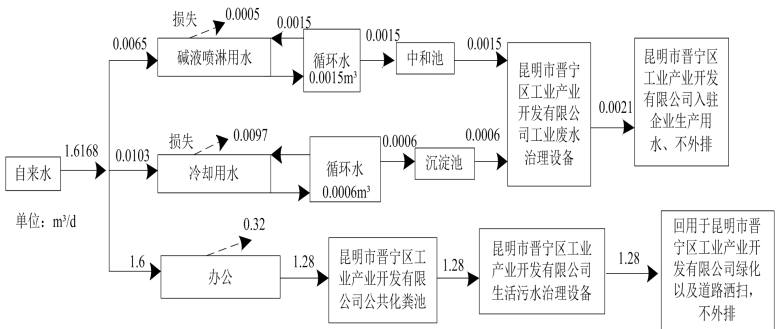 损失
0.0005
0.0065
碱液喷淋用水
0.0015
循环水
0.0015m³
0.0015
中和池
0.0015
昆明市晋宁
区工业产业
开发有限公
司工业废水
治理设备
0.0021
昆明市晋宁区
工业产业开发
有限公司入驻
企业生产用
水、不外排
自来水
1.6168
单位：m³/d
0.0103
损失
0.0097
冷却用水
循环水
0.0006m³
0.0006
沉淀池
0.0006
1.6
办公
0.32
1.28
昆明市晋宁区工
业产业开发有限
公司公共化粪池
1.28
昆明市晋宁区工业
产业开发有限公司
生活污水治理设备
1.28
回用于昆明市晋
宁区工业产业开
发有限公司绿化
以及道路洒扫，
不外排